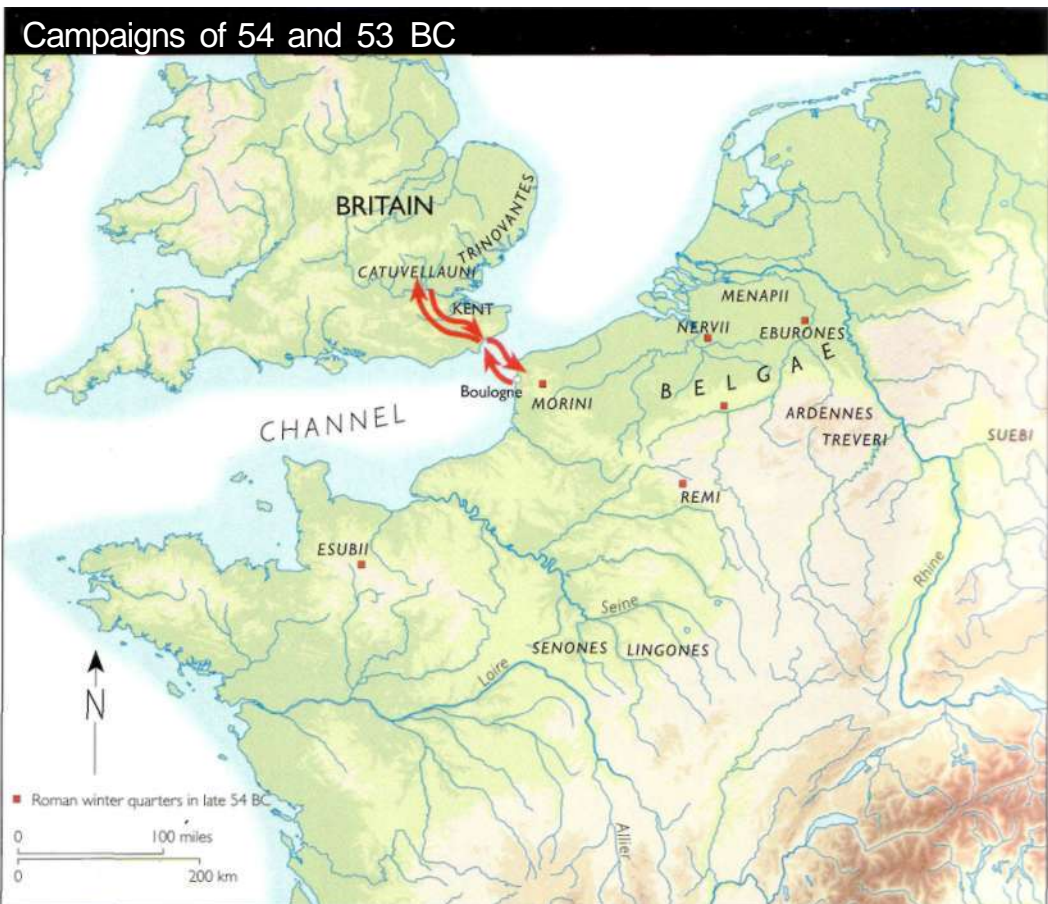 Campaigns of 54 and 53 BC
BRITAIN
TRINOVANTES
CATUVELLAUNI
KENT
MENAPII
NERVII
EBURONES
BELGAE
Boulogne
MORINI
ARDENNES
TREVERI
SUEBI
CHANNEL
REMI
ESUBII
Rhine
Seine
SENONES
LINGONES
Loire
N
Roman winter quarters in late 54 BC
0 100 miles
0 200 km
Allier